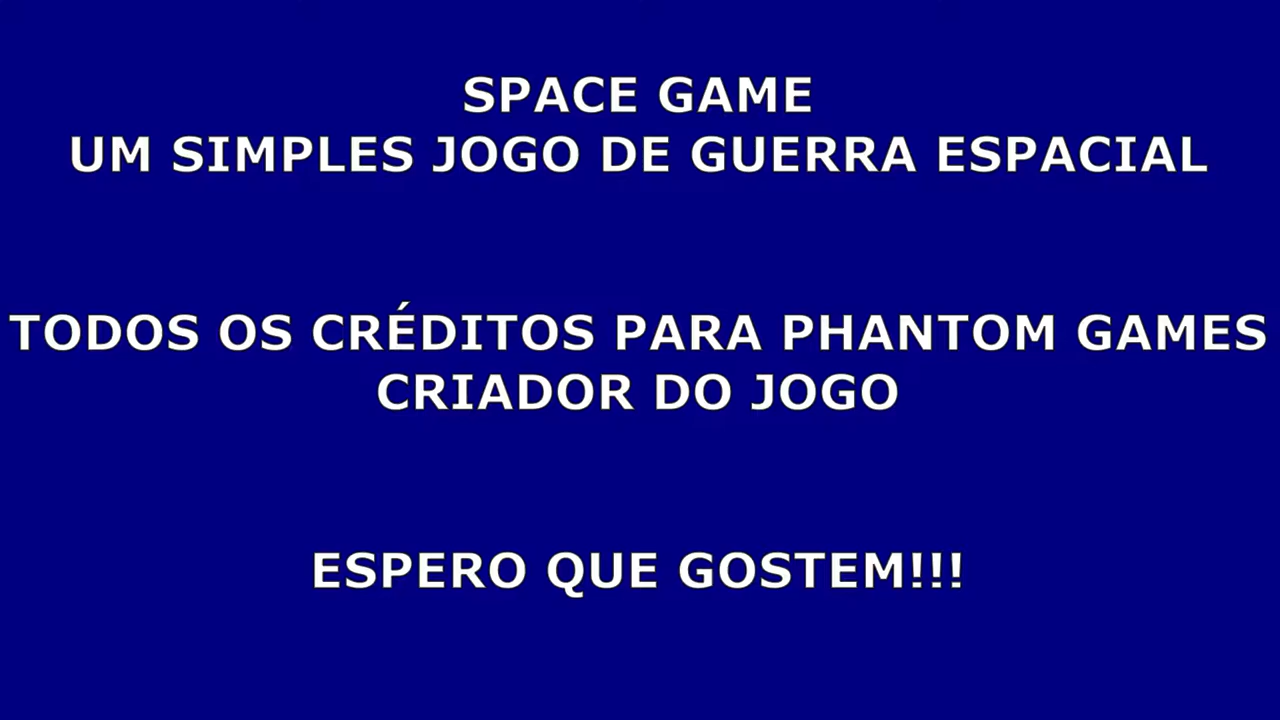 SPACE GAME
UM SIMPLES JOGO DE GUERRA ESPACIAL
TODOS OS CRÉDITOS PARA PHANTOM GAMES
CRIADOR DO JOGO
ESPERO QUE GOSTEM!!!